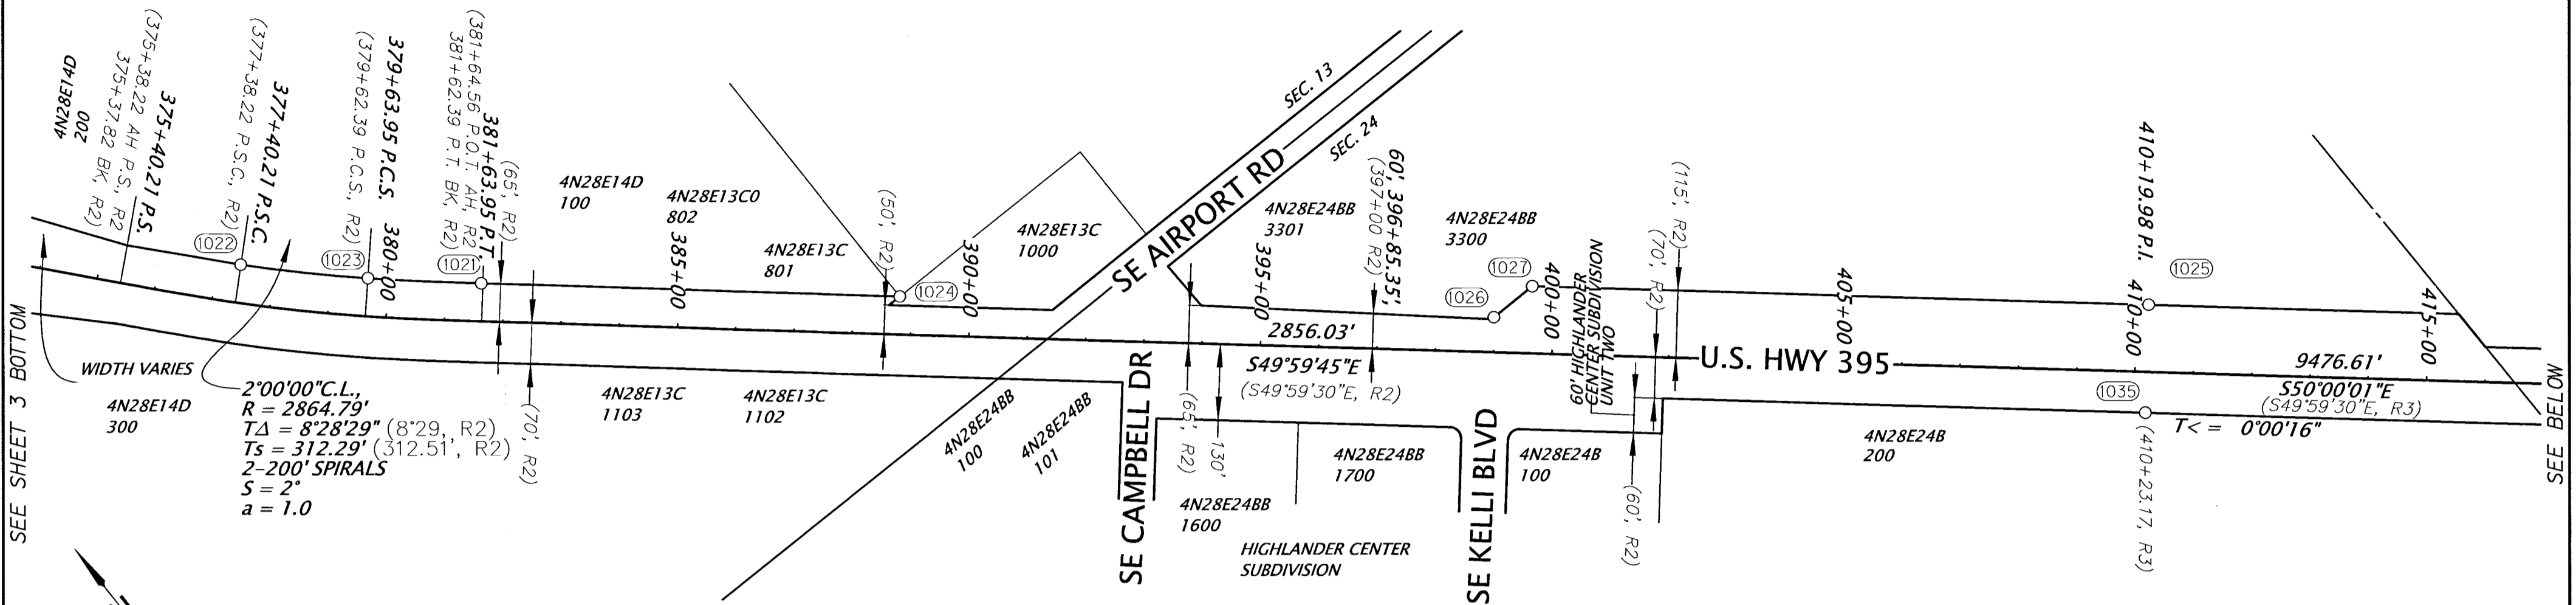 SEE SHEET 3 BOTTOM
4N28E14D
200
375+40.21 P.S.
(375+38.22 AH P.S., R2
375+37.82 BK, R2)
377+40.21 P.S.C.
(377+38.22 P.S.C., R2)
1022
379+63.95 P.C.S.
(379+62.39 P.C.S., R2)
1023
380+00
381+63.95 P.T.
(381+64.56 P.O.T. AH, R2
381+62.39 P.T. BK, R2)
1021
(65', R2)
(70', R2)
WIDTH VARIES
4N28E14D
300
2°00'00"C.L.,
R = 2864.79'
TΔ = 8°28'29" (8°29,, R2)
Ts = 312.29' (312.51', R2)
2-200' SPIRALS
S = 2°
a = 1.0
4N28E14D
100
4N28E13C0
802
385+00
4N28E13C
801
4N28E13C
1103
4N28E13C
1102
(50', R2)
1024
390+00
4N28E13C
1000
SE AIRPORT RD
SEC. 13
SEC. 24
4N28E24BB
100
4N28E24BB
101
SE CAMPBELL DR
(65', R2)
130'
4N28E24BB
3301
395+00
60', 396+85.35',
(397+00 R2)
2856.03'
S49°59'45"E
(S49°59'30"E, R2)
4N28E24BB
1600
4N28E24BB
1700
HIGHLANDER CENTER
SUBDIVISION
4N28E24BB
3300
1026
1027
400+00
SE KELLI BLVD
4N28E24B
100
60' HIGHLANDER
CENTER SUBDIVISION
UNIT TWO
(60', R2)
(70', R2)
(115', R2)
U.S. HWY 395
405+00
4N28E24B
200
410+19.98 P.I.
410+00
1025
1035
(410+23.17, R3)
T< = 0°00'16"
415+00
9476.61'
S50°00'01"E
(S49°59'30"E, R3)
SEE BELOW